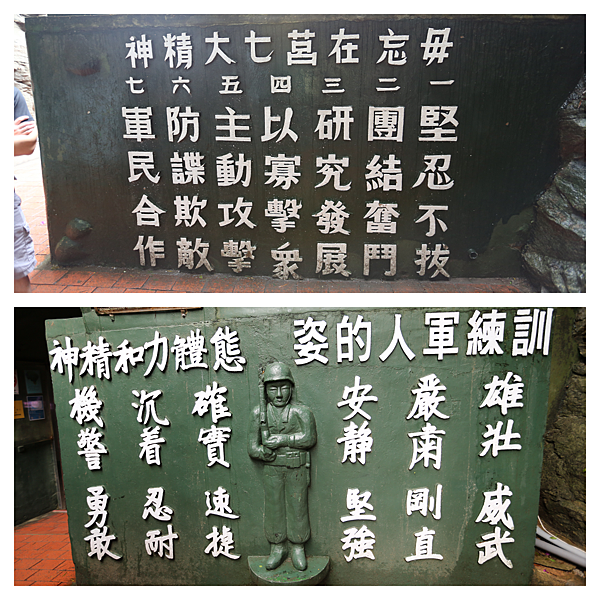 毋忘在莒七大精神
一 堅忍不拔
二 團結奮鬥
三 研究發展
四 以寡擊衆
五 主動攻擊
六 防諜欺敵
七 軍民合作
訓練軍人的姿態體力和精神
雄壯 威武
嚴肅 剛直
安靜 堅強
確實 速捷
沉着 忍耐
機警 勇敢